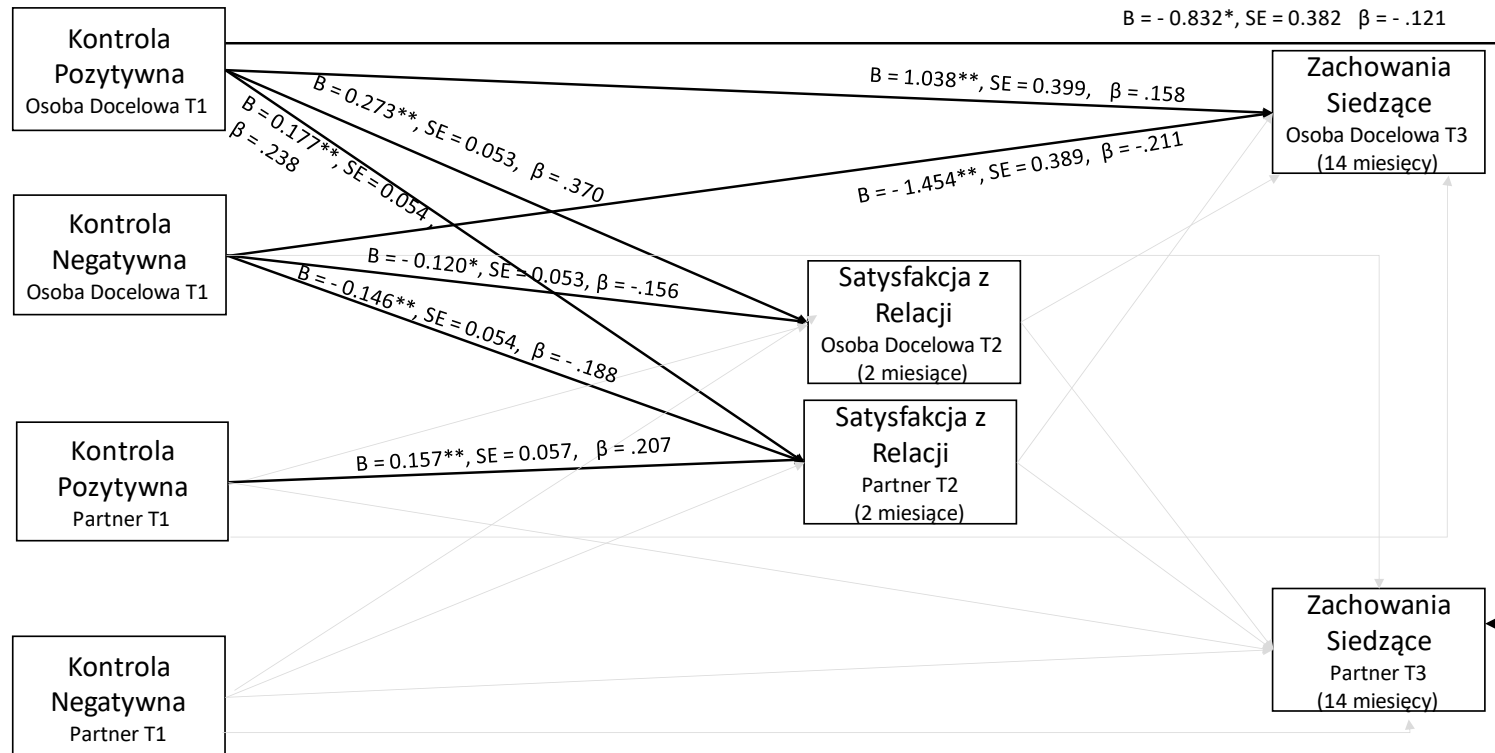 B = - 0.832*, SE = 0.382 β = - .121
Kontrola
Pozytywna
Osoba Docelowa T1
B = 1.038**, SE = 0.399, β = .158
Zachowania
Siedzące
Osoba Docelowa T3
(14 miesięcy)
B = 0.273**, SE = 0.053, β = .370
B = 0.177**, SE = 0.054,
β = .238
B = - 1.454**, SE = 0.389, β = -.211
Kontrola
Negatywna
Osoba Docelowa T1
B = - 0.120*, SE = 0.053, β = -.156
B = - 0.146**, SE = 0.054, β = - .188
Satysfakcja z
Relacji
Osoba Docelowa T2
(2 miesiące)
Satysfakcja z
Relacji
Partner T2
(2 miesiące)
Kontrola
Pozytywna
Partner T1
B = 0.157**, SE = 0.057, β = .207
Zachowania
Siedzące
Partner T3
(14 miesięcy)
Kontrola
Negatywna
Partner T1